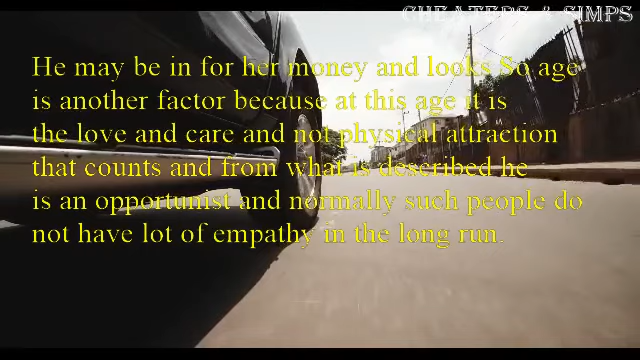 CHEATERS & SIMPS
He may be in for her money and looks So age
is another factor because at this age it is
the love and care and not physical attraction
that counts and from what is described he
is an opportunist and normally such people do
not have lot of empathy in the long run.